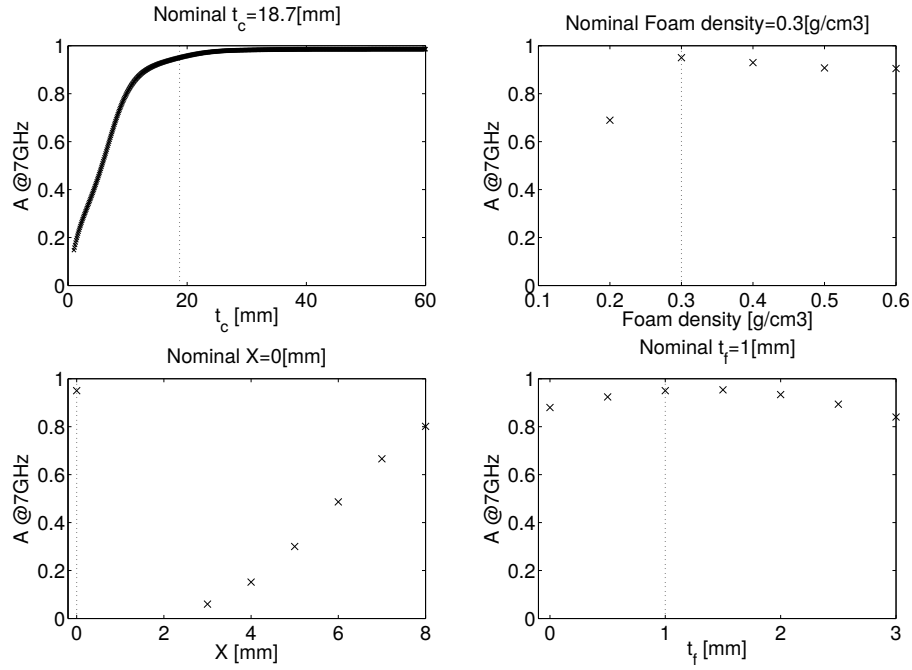 Nominal t_c=18.7[mm]
A @7GHz
1
0.8
0.6
0.4
0.2
0
0 20 40 60
t_c [mm]
Nominal Foam density=0.3[g/cm3]
A @7GHz
1
0.8
0.6
0.4
0.2
0
0.1 0.2 0.3 0.4 0.5 0.6
Foam density [g/cm3]
Nominal X=0[mm]
A @7GHz
1
0.8
0.6
0.4
0.2
0
0 2 4 6 8
X [mm]
Nominal t_f=1[mm]
A @7GHz
1
0.8
0.6
0.4
0.2
0
0 1 2 3
t_f [mm]